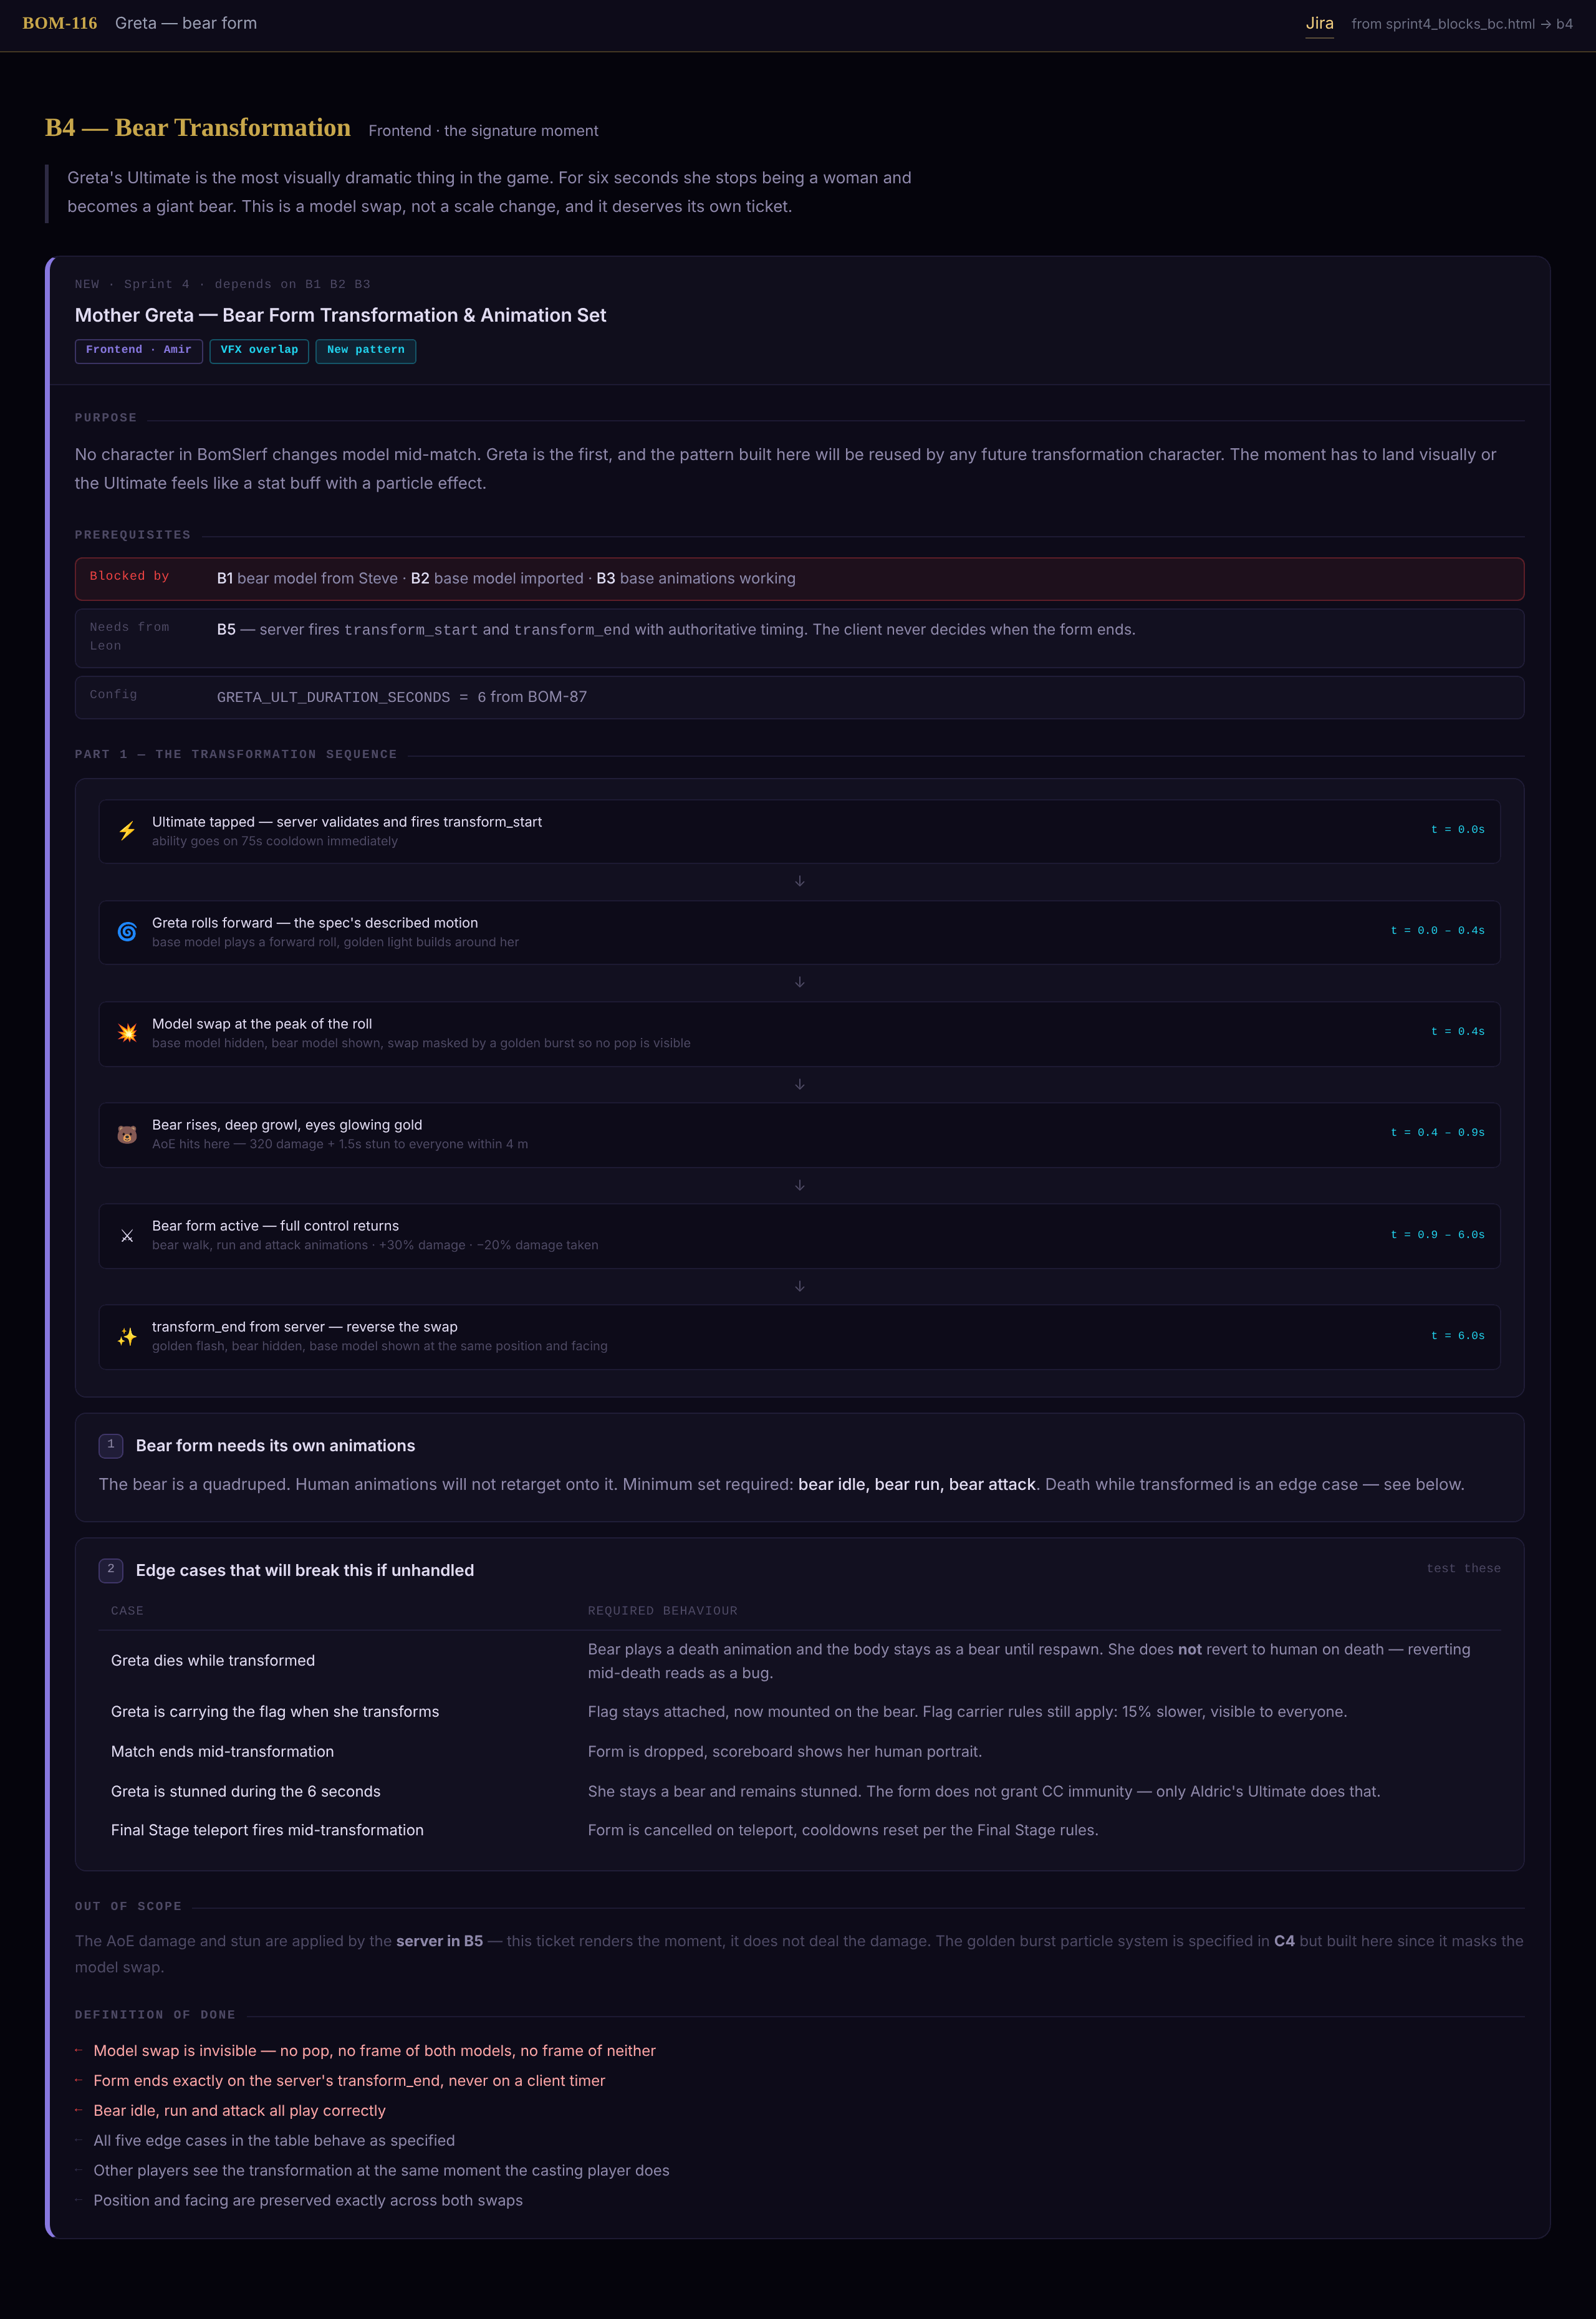 BOM-116 Greta — bear form Jira from sprint4_blocks_bc.html → b4
B4 — Bear Transformation Frontend · the signature moment
Greta's Ultimate is the most visually dramatic thing in the game. For six seconds she stops being a woman and
becomes a giant bear. This is a model swap, not a scale change, and it deserves its own ticket.
NEW · Sprint 4 · depends on B1 B2 B3
Mother Greta — Bear Form Transformation & Animation Set
Frontend · Amir VFX overlap New pattern
PURPOSE
No character in BomSlerf changes model mid-match. Greta is the first, and the pattern built here will be reused by any future transformation character. The moment has to land visually or
the Ultimate feels like a stat buff with a particle effect.
PREREQUISITES
Blocked by B1 bear model from Steve · B2 base model imported · B3 base animations working
Needs from B5 — server fires transform_start and transform_end with authoritative timing. The client never decides when the form ends.
Leon
Config GRETA_ULT_DURATION_SECONDS = 6 from BOM-87
PART 1 — THE TRANSFORMATION SEQUENCE
⚡ Ultimate tapped — server validates and fires transform_start t = 0.0s
ability goes on 75s cooldown immediately
↓
🌀 Greta rolls forward — the spec's described motion t = 0.0 – 0.4s
base model plays a forward roll, golden light builds around her
↓
💥 Model swap at the peak of the roll t = 0.4s
base model hidden, bear model shown, swap masked by a golden burst so no pop is visible
↓
🐻 Bear rises, deep growl, eyes glowing gold t = 0.4 – 0.9s
AoE hits here — 320 damage + 1.5s stun to everyone within 4 m
↓
⚔ Bear form active — full control returns t = 0.9 – 6.0s
bear walk, run and attack animations · +30% damage · −20% damage taken
↓
✨ transform_end from server — reverse the swap t = 6.0s
golden flash, bear hidden, base model shown at the same position and facing
1 Bear form needs its own animations
The bear is a quadruped. Human animations will not retarget onto it. Minimum set required: bear idle, bear run, bear attack. Death while transformed is an edge case — see below.
2 Edge cases that will break this if unhandled test these
CASE REQUIRED BEHAVIOUR
Greta dies while transformed Bear plays a death animation and the body stays as a bear until respawn. She does not revert to human on death — reverting
mid-death reads as a bug.
Greta is carrying the flag when she transforms Flag stays attached, now mounted on the bear. Flag carrier rules still apply: 15% slower, visible to everyone.
Match ends mid-transformation Form is dropped, scoreboard shows her human portrait.
Greta is stunned during the 6 seconds She stays a bear and remains stunned. The form does not grant CC immunity — only Aldric's Ultimate does that.
Final Stage teleport fires mid-transformation Form is cancelled on teleport, cooldowns reset per the Final Stage rules.
OUT OF SCOPE
The AoE damage and stun are applied by the server in B5 — this ticket renders the moment, it does not deal the damage. The golden burst particle system is specified in C4 but built here since it masks the
model swap.
DEFINITION OF DONE
← Model swap is invisible — no pop, no frame of both models, no frame of neither
← Form ends exactly on the server's transform_end, never on a client timer
← Bear idle, run and attack all play correctly
← All five edge cases in the table behave as specified
← Other players see the transformation at the same moment the casting player does
← Position and facing are preserved exactly across both swaps